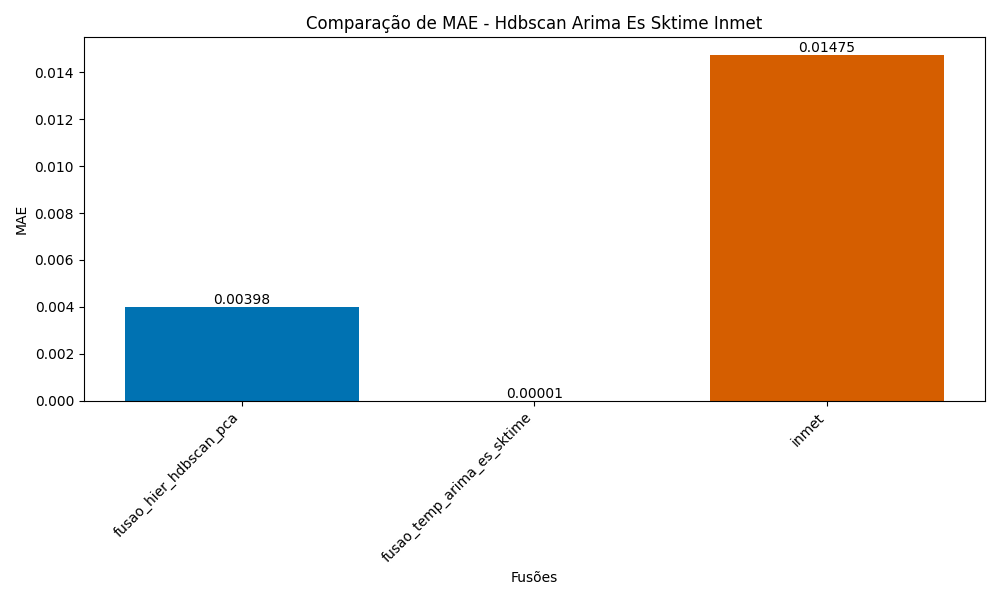 Comparação de MAE - Hdbscan Arima Es Sktime Inmet
0.01475
0.014
0.012
0.010
0.008
0.006
0.004
0.002
0.000
MAE
0.00398
0.00001
fusao_hier_hdbscan_pca
fusao_temp_arima_es_sktime
inmet
Fusões